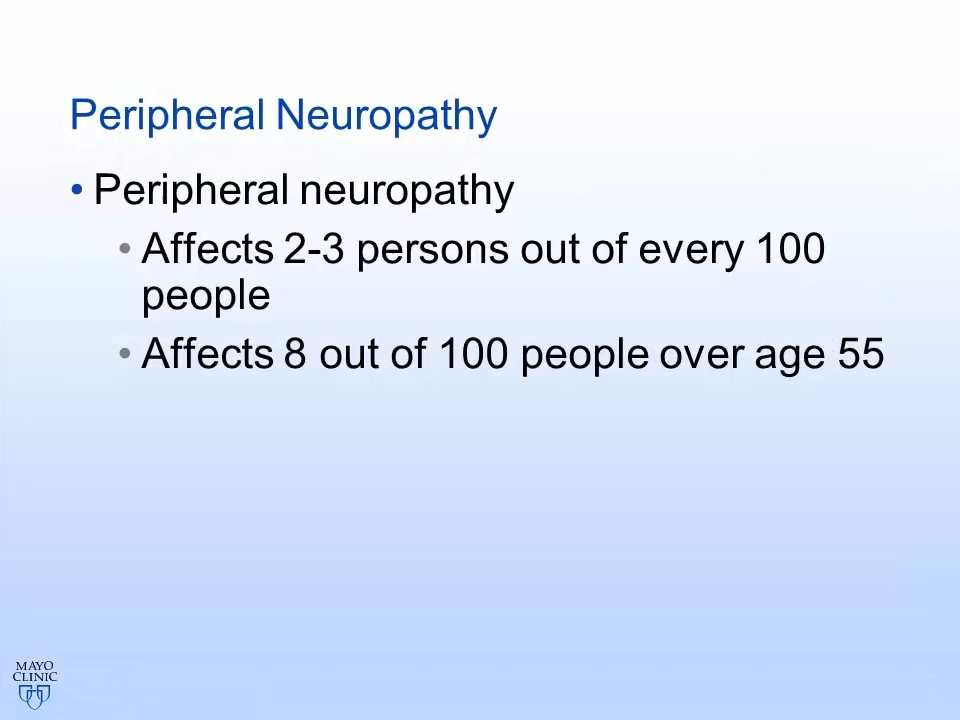 Peripheral Neuropathy
• Peripheral neuropathy
• Affects 2-3 persons out of every 100
people
• Affects 8 out of 100 people over age 55
MAYO
CLINIC